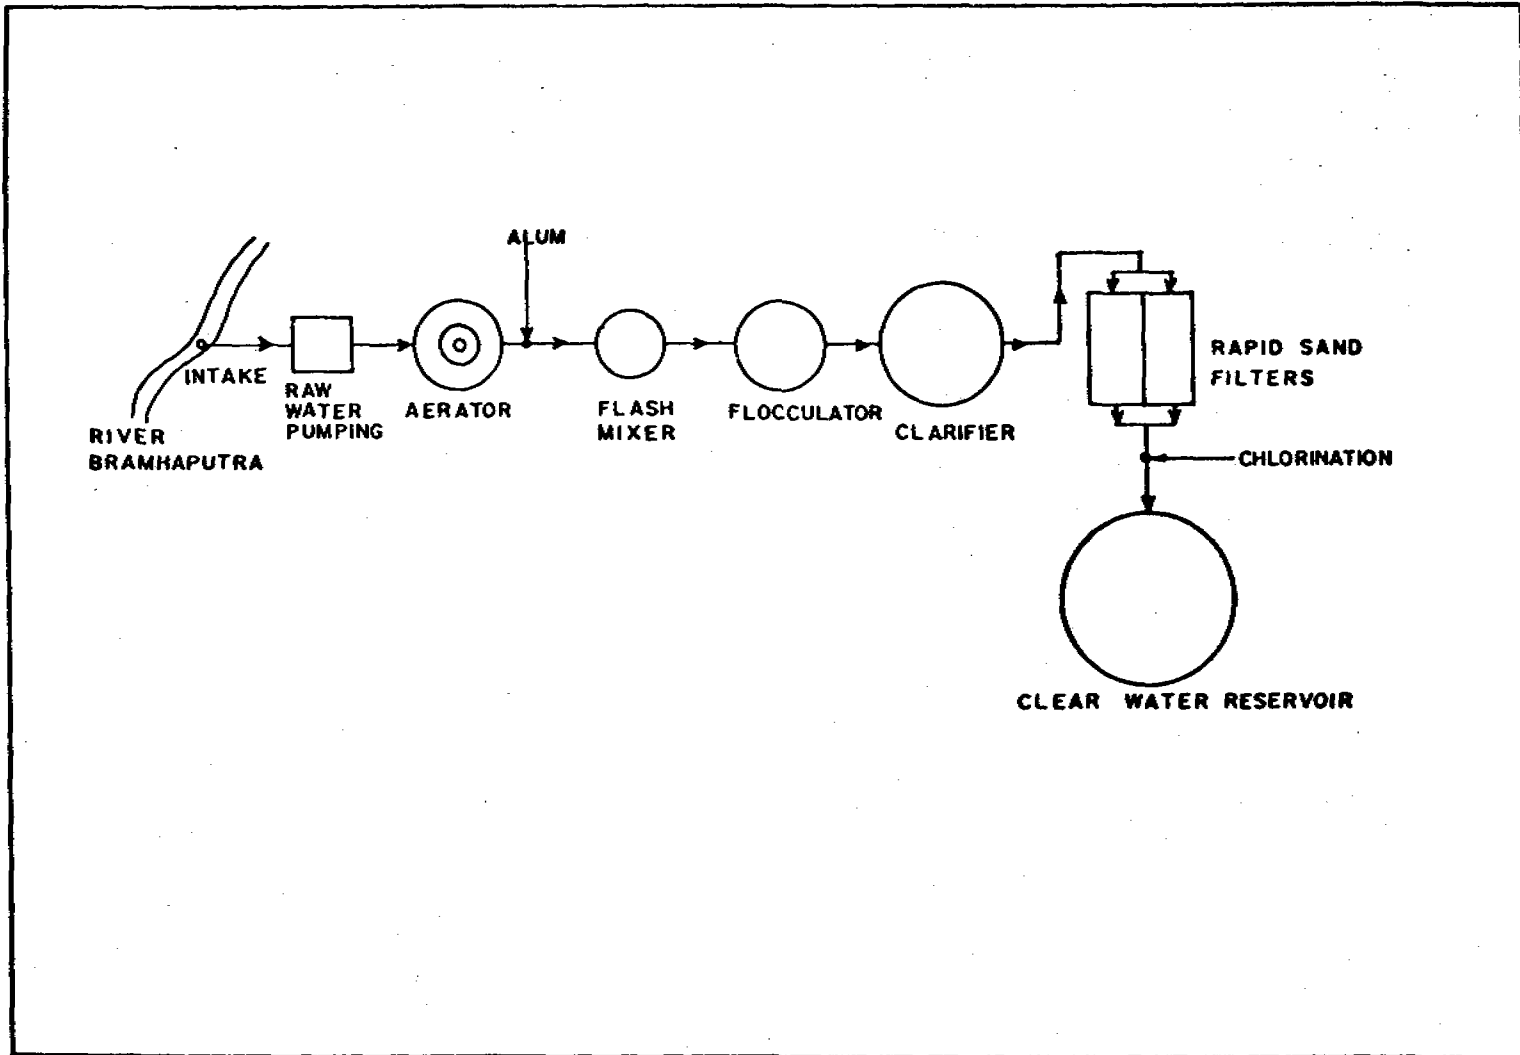 ALUM
INTAKE
RAW
WATER
PUMPING
AERATOR
FLASH
MIXER
FLOCCULATOR
CLARIFIER
RAPID SAND
FILTERS
RIVER
BRAMHAPUTRA
CHLORINATION
CLEAR WATER RESERVOIR